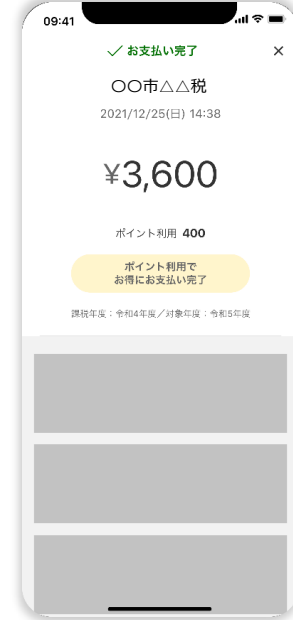 09:41
お支払い完了
〇〇市△△税
2021/12/25(日) 14:38
¥3,600
ポイント利用 400
ポイント利用で
お得にお支払い完了
課税年度：令和4年度／対象年度：令和5年度